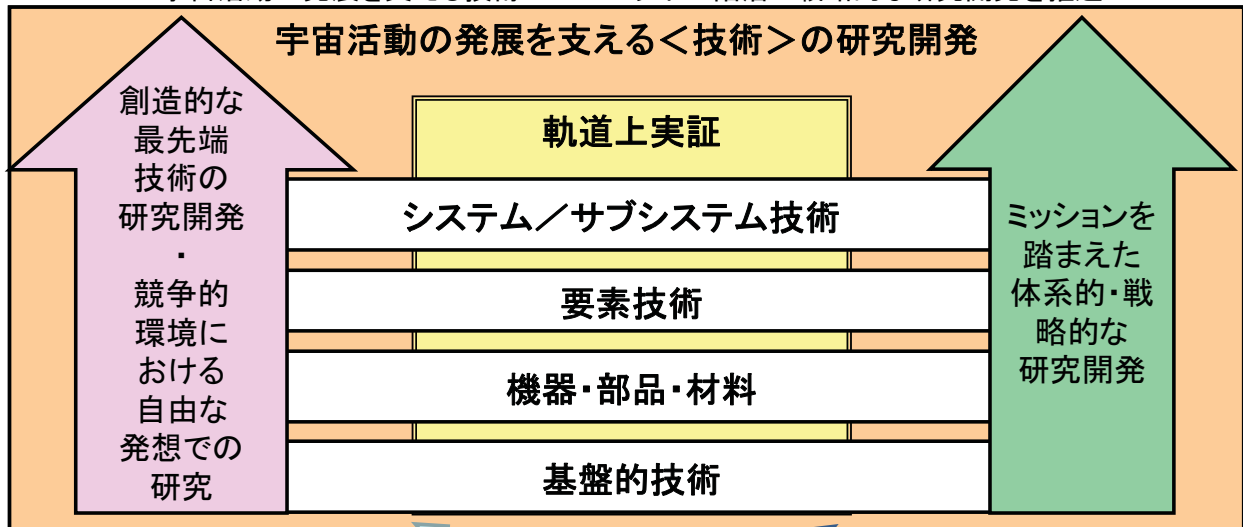 宇宙活動の発展を支える＜技術＞の研究開発
創造的な
最先端
技術の
研究開発
・
競争的
環境に
おける
自由な
発想での
研究
軌道上実証
システム／サブシステム技術
要素技術
機器・部品・材料
基盤的技術
ミッションを
踏まえた
体系的・戦
略的な
研究開発